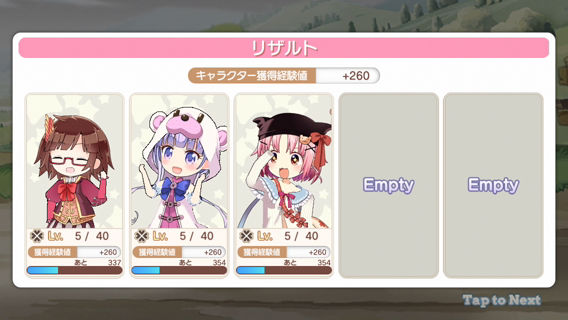 リザルト
キャラクター獲得経験値 +260
Lv. 5 / 40
獲得経験値 +260
あと 337
Lv. 5 / 40
獲得経験値 +260
あと 354
Lv. 5 / 40
獲得経験値 +260
あと 354
Empty
Empty
Tap to Next